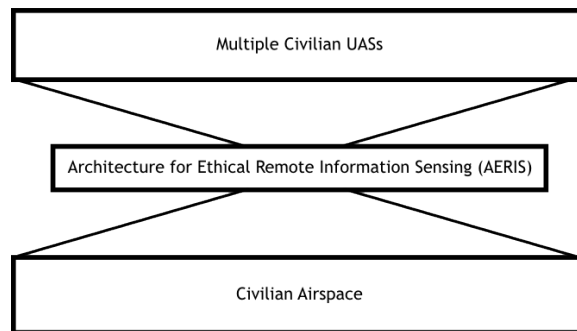 Multiple Civilian UASs
Architecture for Ethical Remote Information Sensing (AERIS)
Civilian Airspace